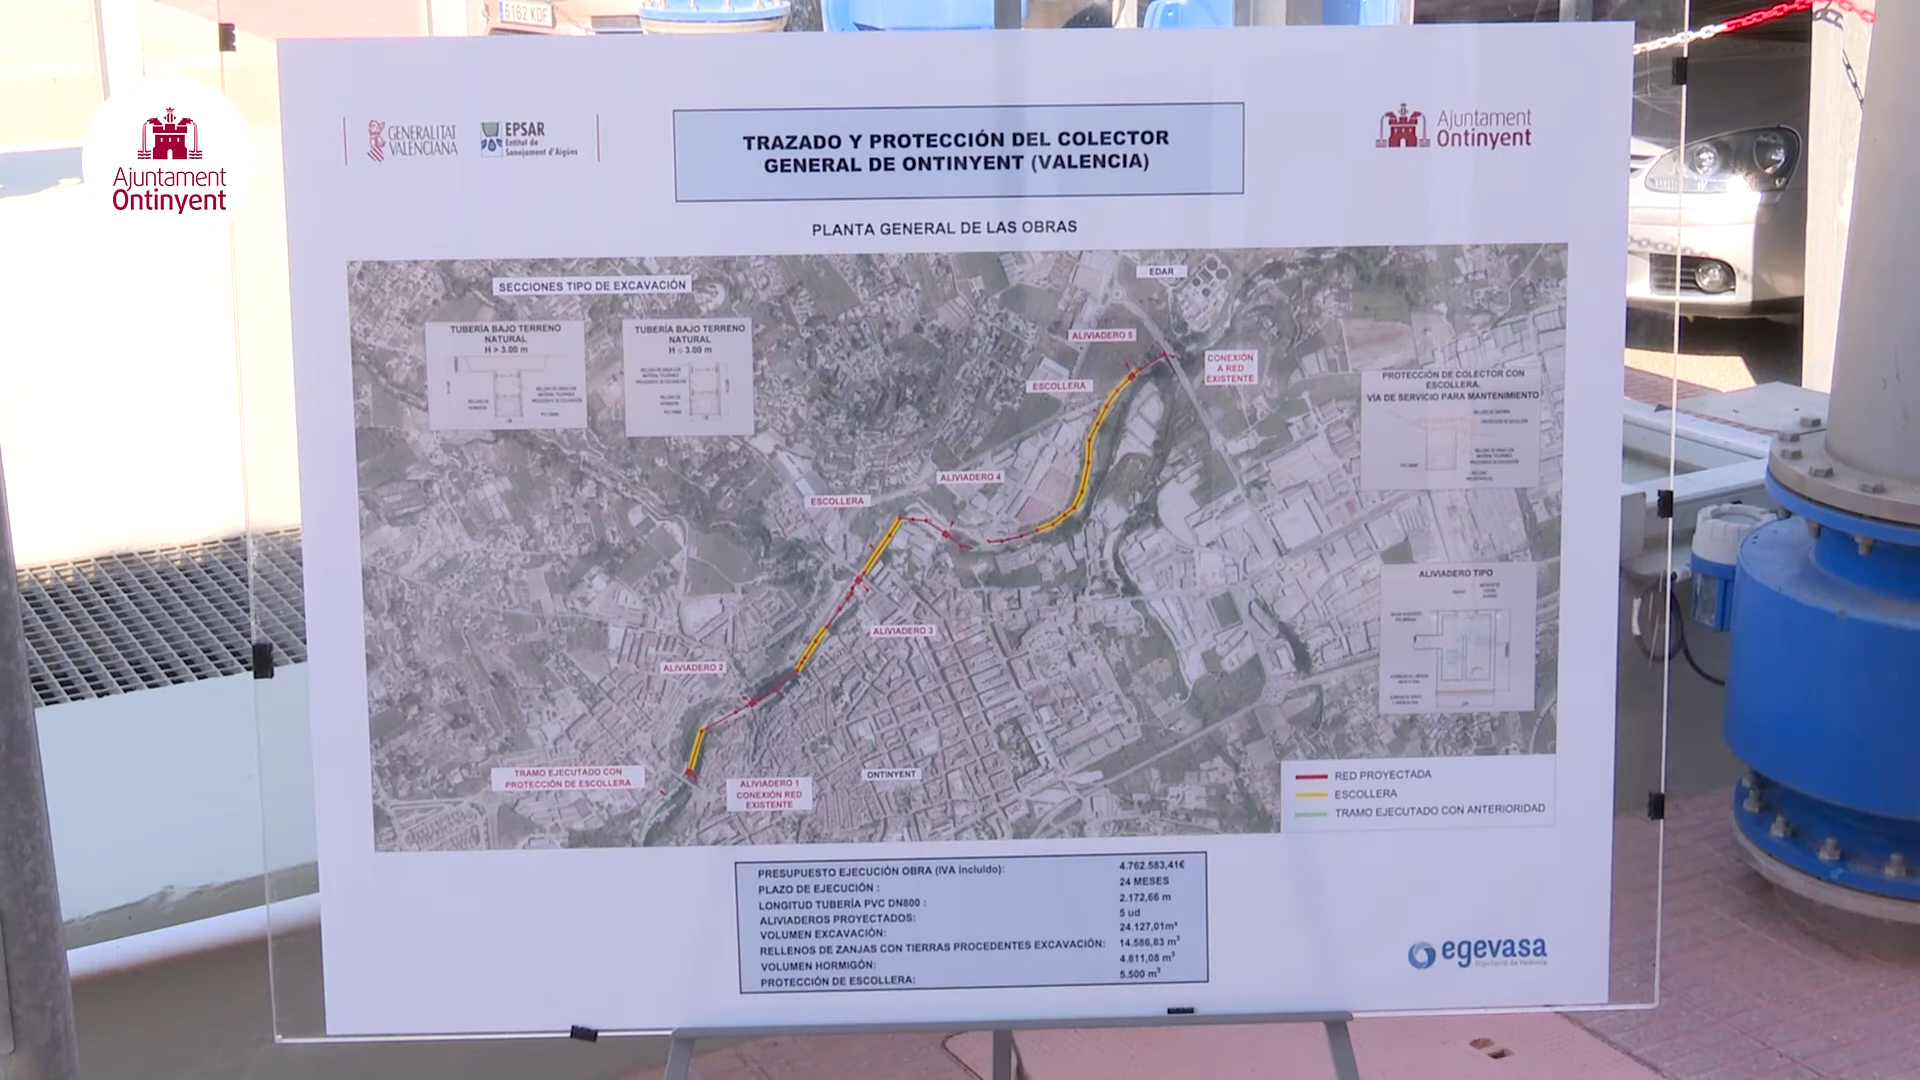 6162 KDF
Ajuntament
Ontinyent
GENERALITAT
VALENCIANA
EPSAR
Entitat de
Sanejament d'Aigües
TRAZADO Y PROTECCIÓN DEL COLECTOR
GENERAL DE ONTINYENT (VALENCIA)
Ajuntament
Ontinyent
PLANTA GENERAL DE LAS OBRAS
SECCIONES TIPO DE EXCAVACIÓN
TUBERÍA BAJO TERRENO
NATURAL
H > 3.00 m
TUBERÍA BAJO TERRENO
NATURAL
H ≤ 3.00 m
EDAR
ALIVIADERO 5
CONEXIÓN
A RED
EXISTENTE
ESCOLLERA
PROTECCIÓN DE COLECTOR CON
ESCOLLERA.
VÍA DE SERVICIO PARA MANTENIMIENTO
ALIVIADERO 4
ESCOLLERA
ALIVIADERO TIPO
ALIVIADERO 3
ALIVIADERO 2
TRAMO EJECUTADO CON
PROTECCIÓN DE ESCOLLERA
ALIVIADERO 1
CONEXIÓN RED
EXISTENTE
ONTINYENT
RED PROYECTADA
ESCOLLERA
TRAMO EJECUTADO CON ANTERIORIDAD
PRESUPUESTO EJECUCIÓN OBRA (IVA incluido): 4.762.583,41€
PLAZO DE EJECUCIÓN : 24 MESES
LONGITUD TUBERÍA PVC DN800 : 2.172,66 m
ALIVIADEROS PROYECTADOS: 5 ud
VOLUMEN EXCAVACIÓN: 24.127,01m³
RELLENOS DE ZANJAS CON TIERRAS PROCEDENTES EXCAVACIÓN: 14.586,83 m³
VOLUMEN HORMIGÓN: 4.811,08 m³
PROTECCIÓN DE ESCOLLERA: 5.500 m³
egevasa
Diputació de València